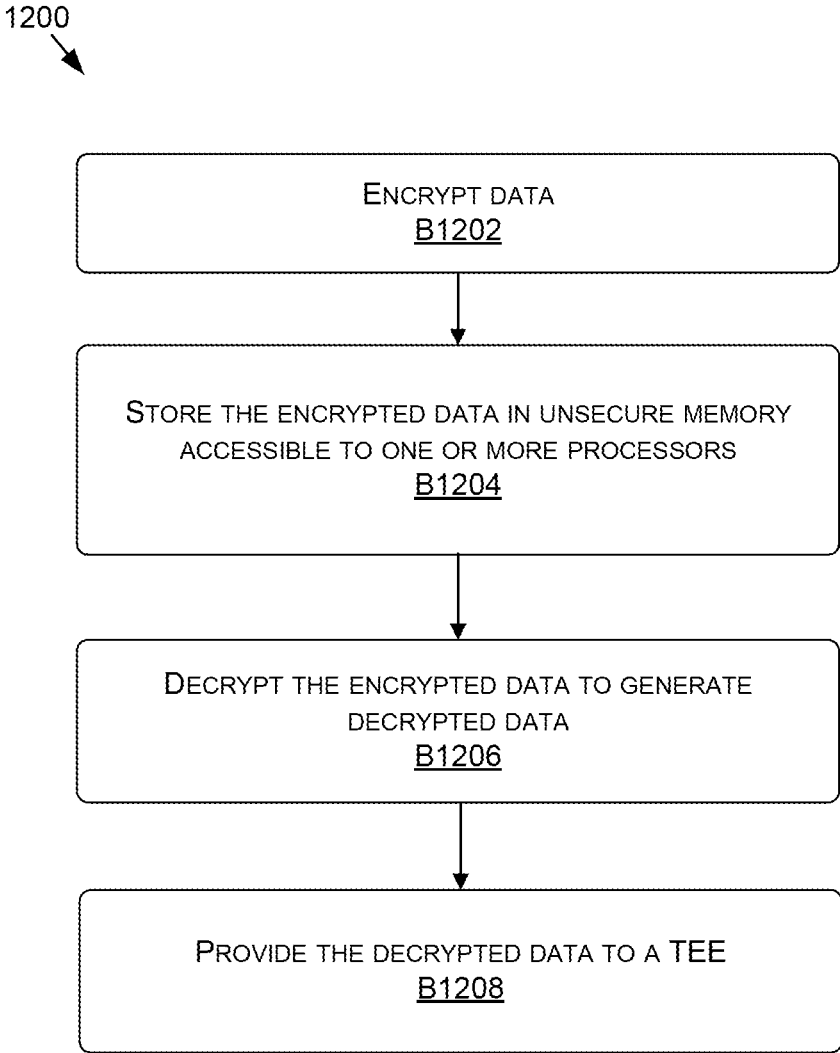 1200
ENCRYPT DATA
B1202
STORE THE ENCRYPTED DATA IN UNSECURE MEMORY
ACCESSIBLE TO ONE OR MORE PROCESSORS
B1204
DECRYPT THE ENCRYPTED DATA TO GENERATE
DECRYPTED DATA
B1206
PROVIDE THE DECRYPTED DATA TO A TEE
B1208